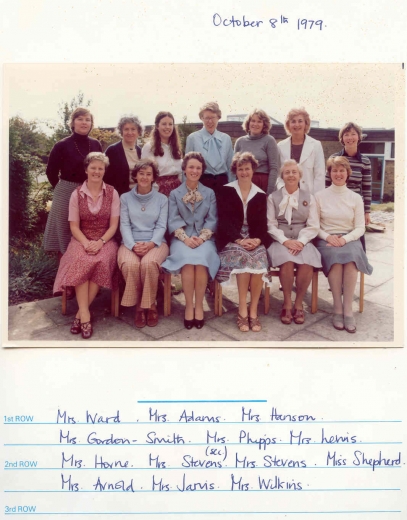 October 8th 1979.
1st ROW Mrs. Ward. Mrs. Adams. Mrs Hanson.
Mrs. Gordon-Smith. Mrs. Phipps. Mrs. Lewis.
(sec)
2nd ROW Mrs. Horne. Mrs. Stevens. Mrs. Stevens. Miss Shepherd.
Mrs. Arnold. Mrs. Jarvis. Mrs. Wilkins.
3rd ROW